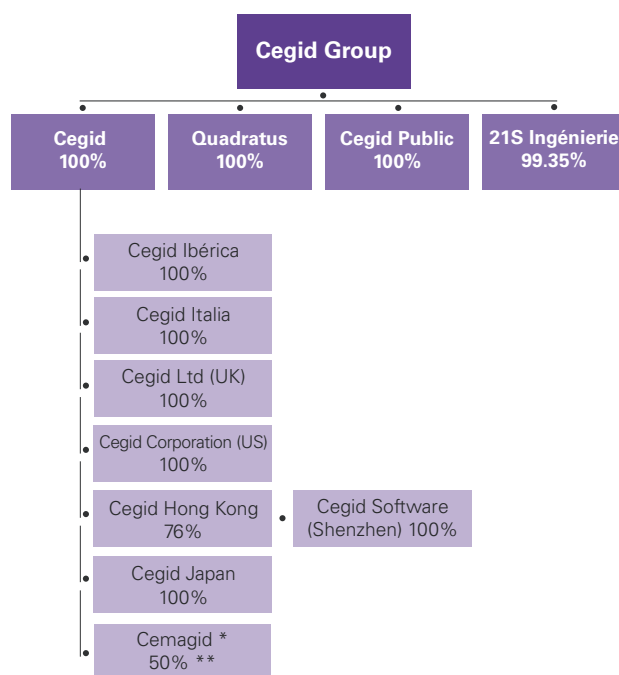 Cegid Group
Cegid
100%
Quadratus
100%
Cegid Public
100%
21S Ingénierie
99.35%
Cegid Ibérica
100%
Cegid Italia
100%
Cegid Ltd (UK)
100%
Cegid Corporation (US)
100%
Cegid Hong Kong
76%
Cegid Software
(Shenzhen) 100%
Cegid Japan
100%
Cemagid *
50% **